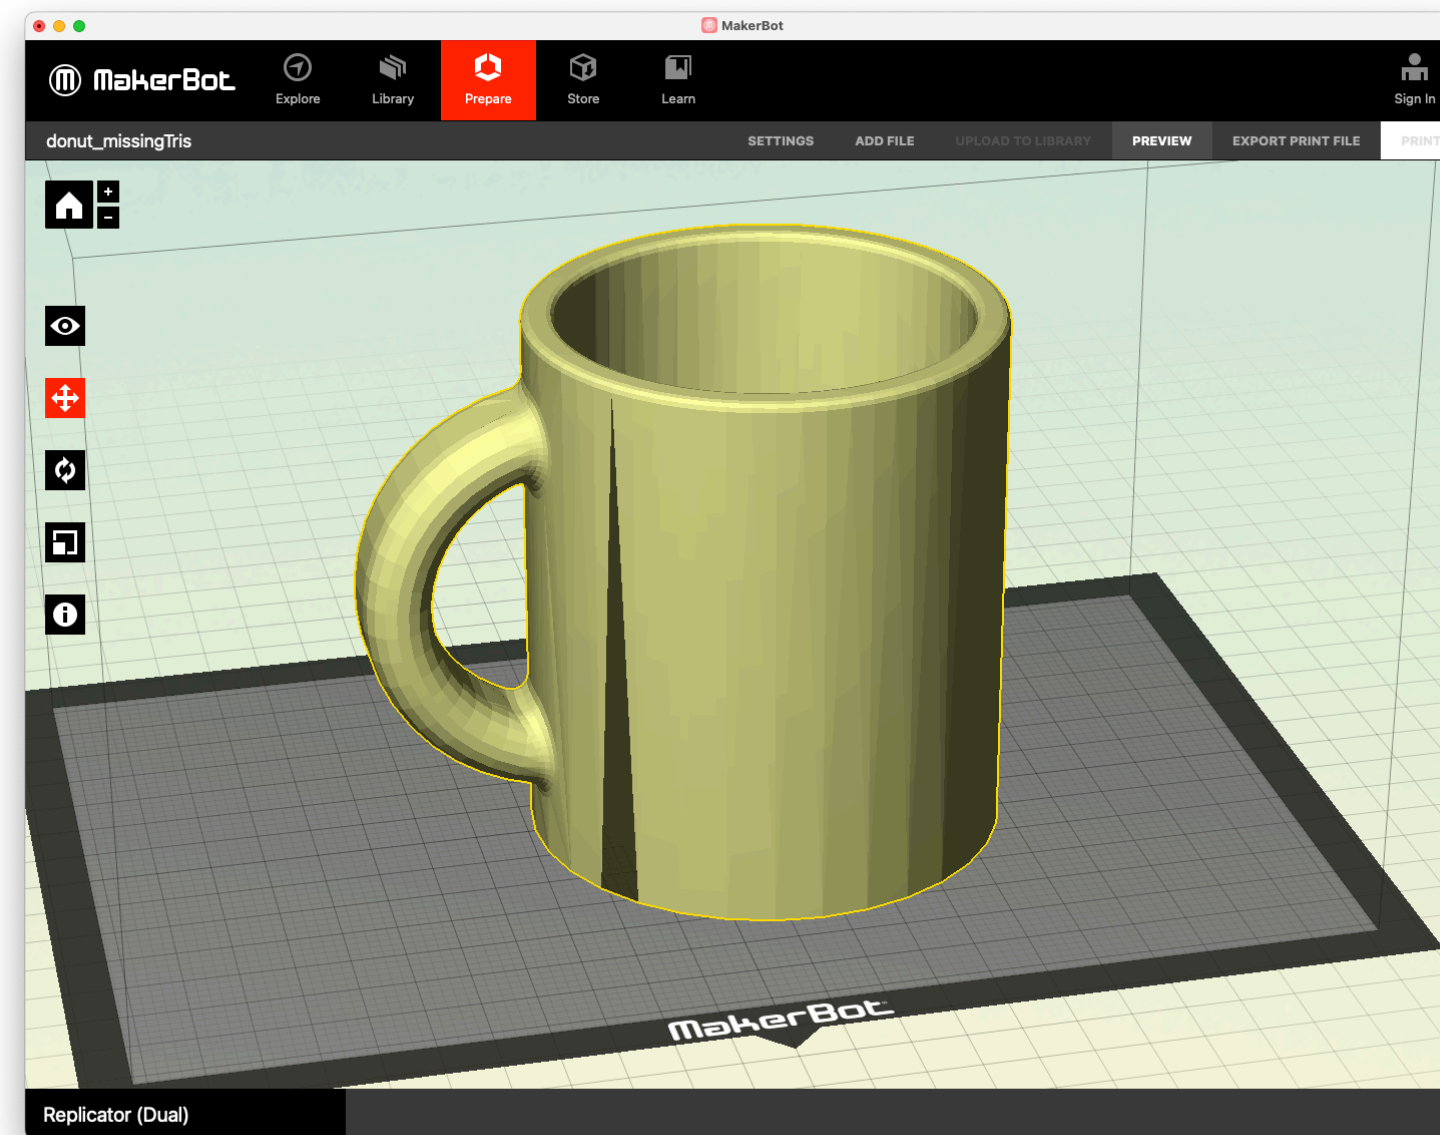 MakerBot
MakerBot
Explore
Library
Prepare
Store
Learn
Sign In
donut_missingTris
SETTINGS
ADD FILE
UPLOAD TO LIBRARY
PREVIEW
EXPORT PRINT FILE
PRINT
+
-
MakerBot
Replicator (Dual)